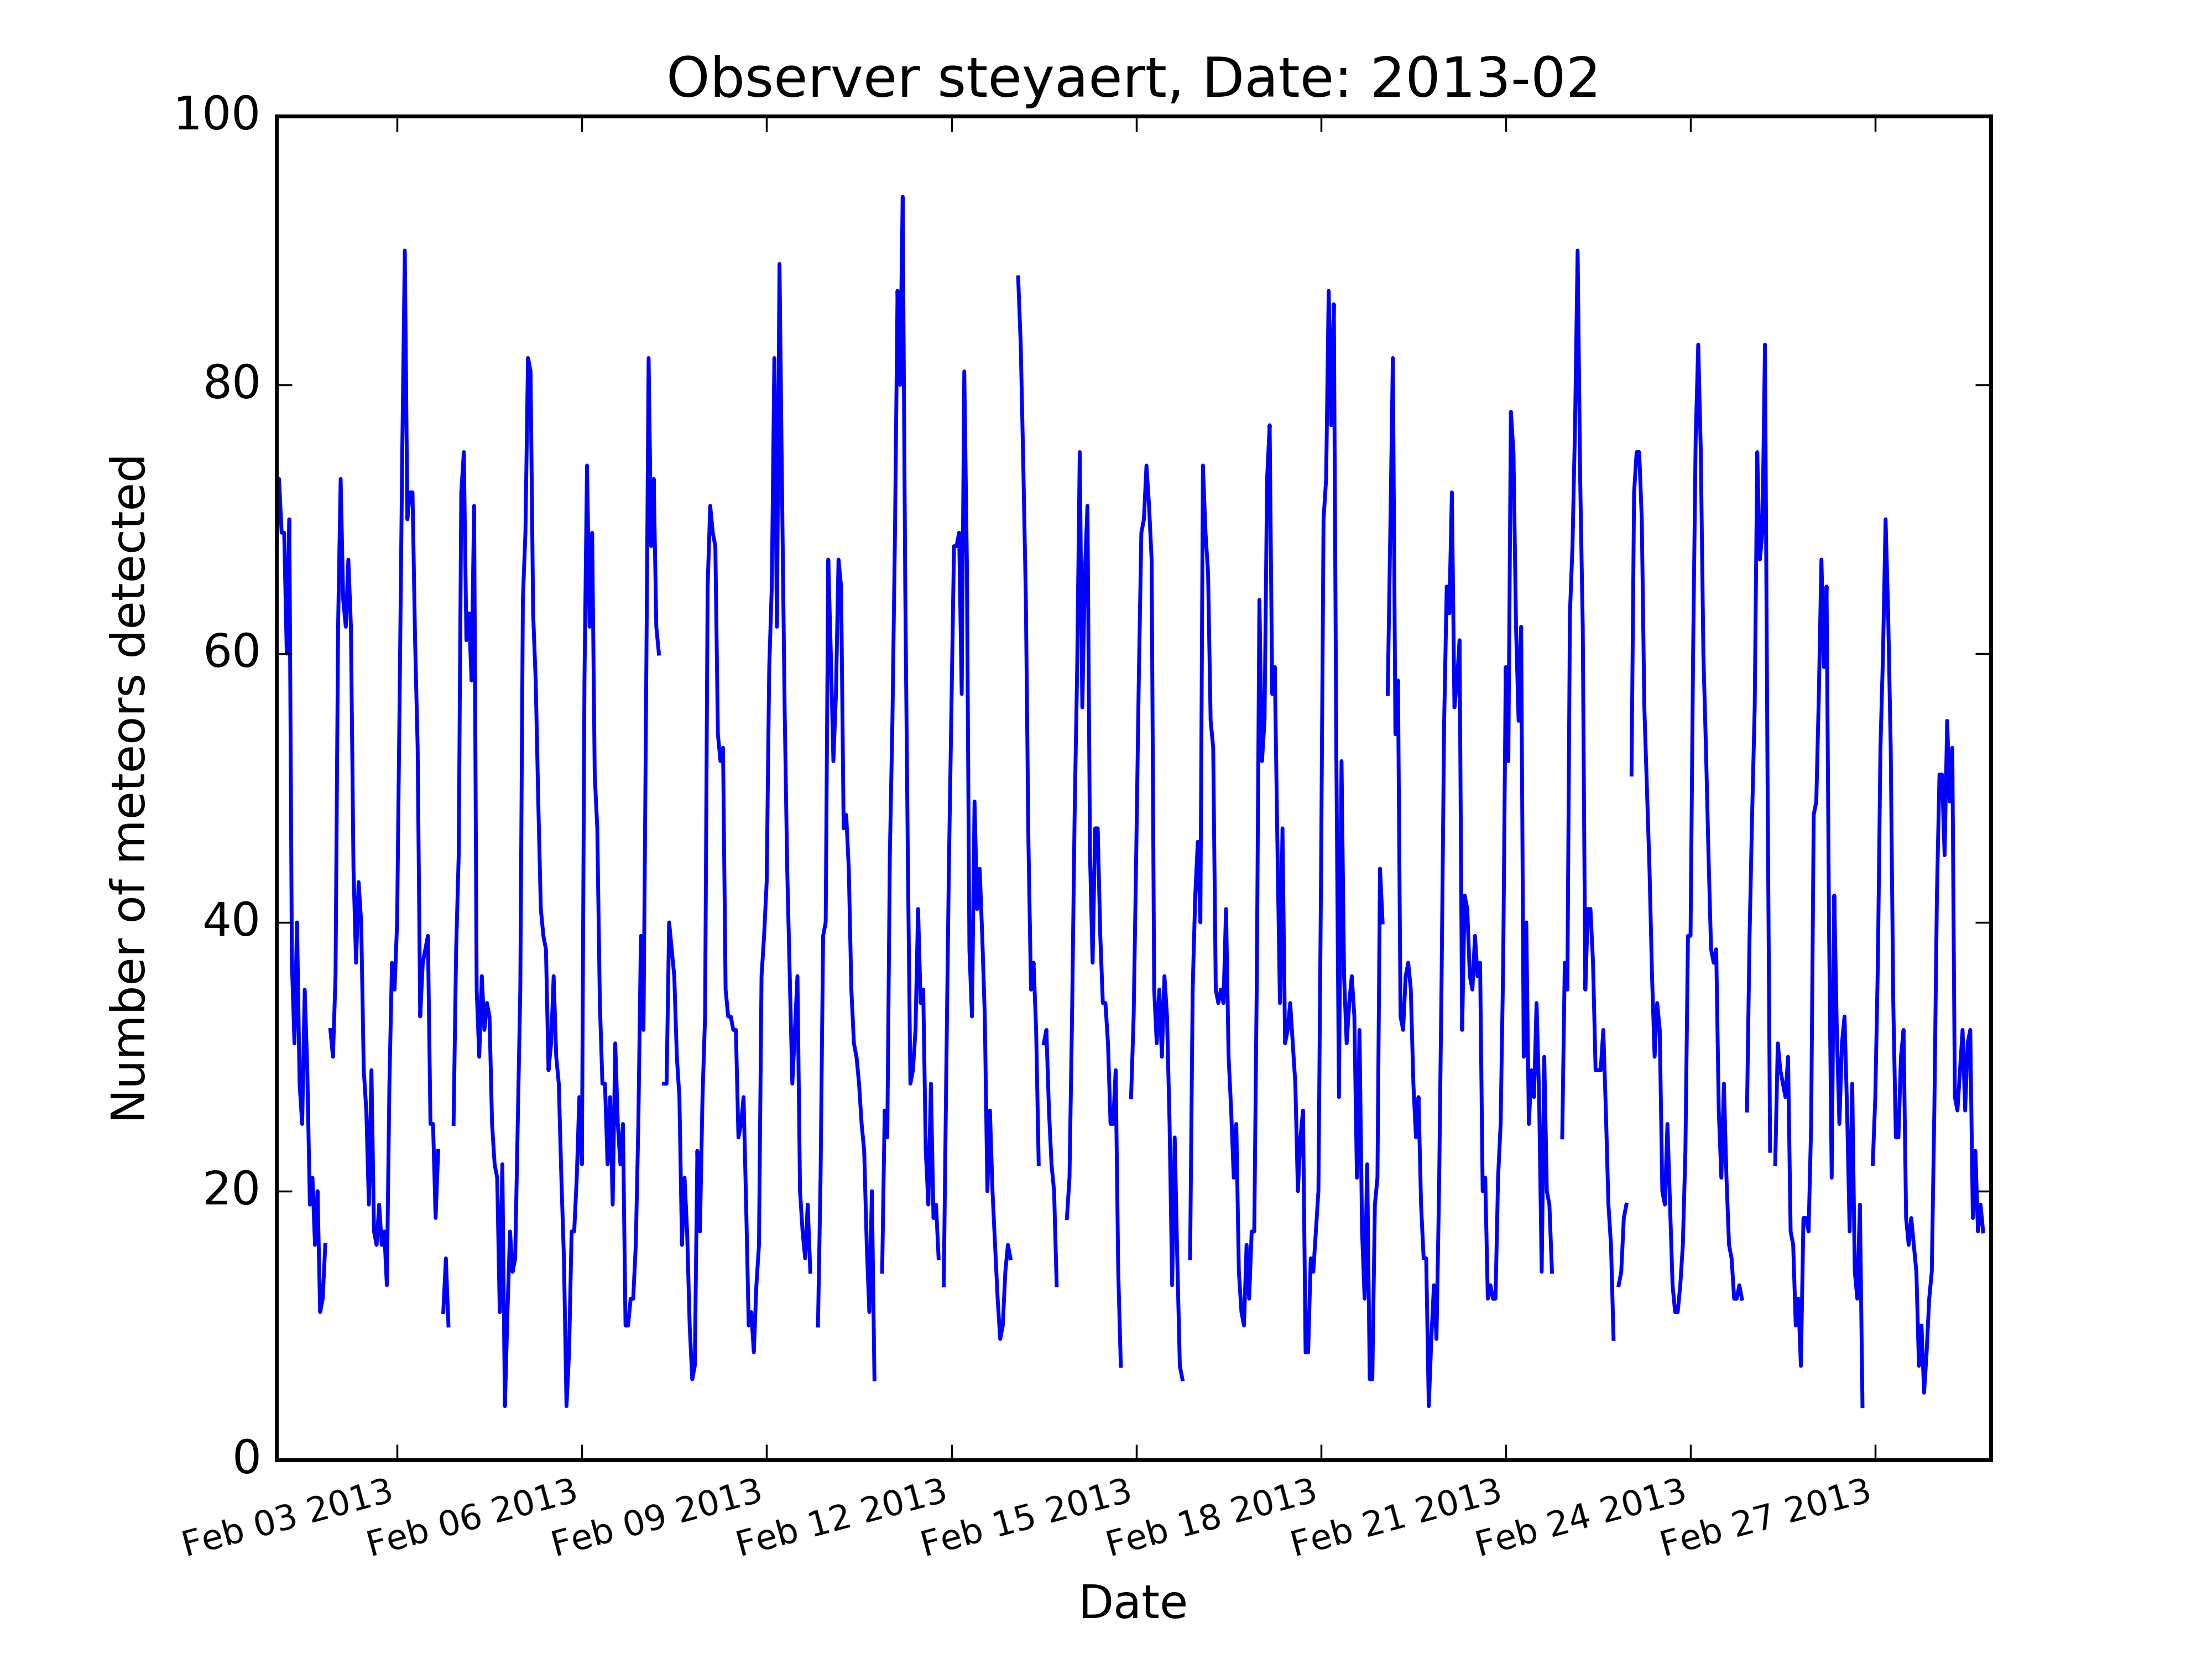 Observer steyaert, Date: 2013-02
100
80
60
40
20
0
Number of meteors detected
Feb 03 2013
Feb 06 2013
Feb 09 2013
Feb 12 2013
Feb 15 2013
Feb 18 2013
Feb 21 2013
Feb 24 2013
Feb 27 2013
Date